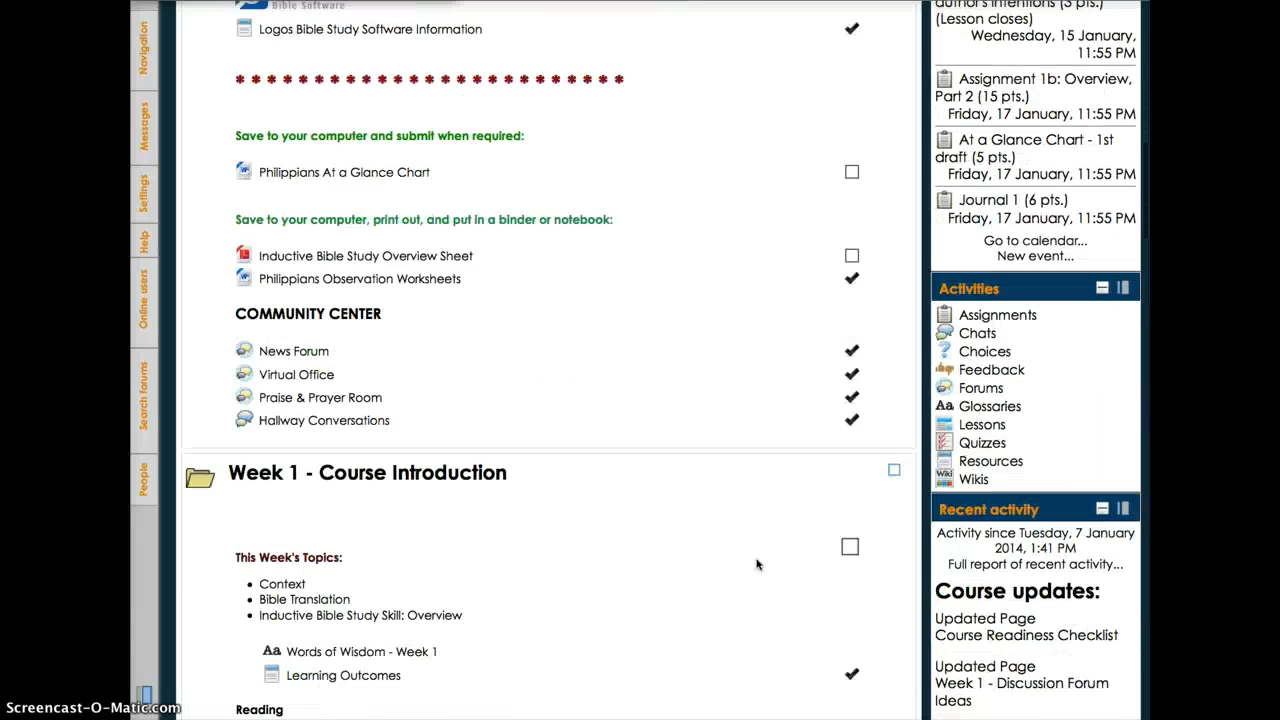 Navigation
Messages
Settings
Help
Online users
Search forums
People
Bible Software
Logos Bible Study Software Information
* * * * * * * * * * * * * * * * * * * * * * * * *
Save to your computer and submit when required:
Philippians At a Glance Chart
Save to your computer, print out, and put in a binder or notebook:
Inductive Bible Study Overview Sheet
Philippians Observation Worksheets
COMMUNITY CENTER
News Forum
Virtual Office
Praise & Prayer Room
Hallway Conversations
Week 1 - Course Introduction
This Week's Topics:
• Context
• Bible Translation
• Inductive Bible Study Skill: Overview
Aa Words of Wisdom - Week 1
Learning Outcomes
Reading
author's intentions (3 pts.)
(Lesson closes)
Wednesday, 15 January,
11:55 PM
Assignment 1b: Overview,
Part 2 (15 pts.)
Friday, 17 January, 11:55 PM
At a Glance Chart - 1st
draft (5 pts.)
Friday, 17 January, 11:55 PM
Journal 1 (6 pts.)
Friday, 17 January, 11:55 PM
Go to calendar...
New event...
Activities
Assignments
Chats
Choices
Feedback
Forums
Aa Glossaries
Lessons
Quizzes
Resources
Wiki Wikis
Recent activity
Activity since Tuesday, 7 January
2014, 1:41 PM
Full report of recent activity...
Course updates:
Updated Page
Course Readiness Checklist
Updated Page
Week 1 - Discussion Forum
Ideas
Screencast-O-Matic.com